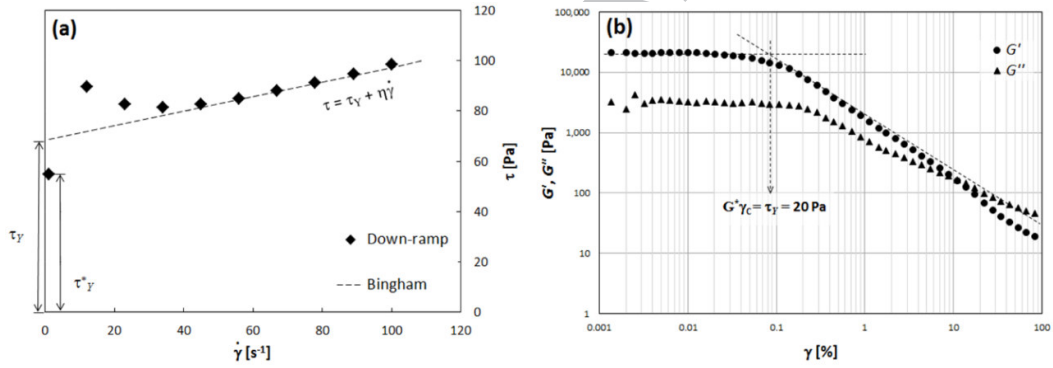 (a)
120
100
80
60
40
20
0
τ [Pa]
τ = τY + ηγ̇
τY
τ*Y
Down-ramp
Bingham
0 20 40 60 80 100 120
γ̇ [s⁻¹]
(b)
100,000
10,000
1,000
100
10
1
G′, G″ [Pa]
G′
G″
G*γC = τY = 20 Pa
0.001 0.01 0.1 1 10 100
γ [%]